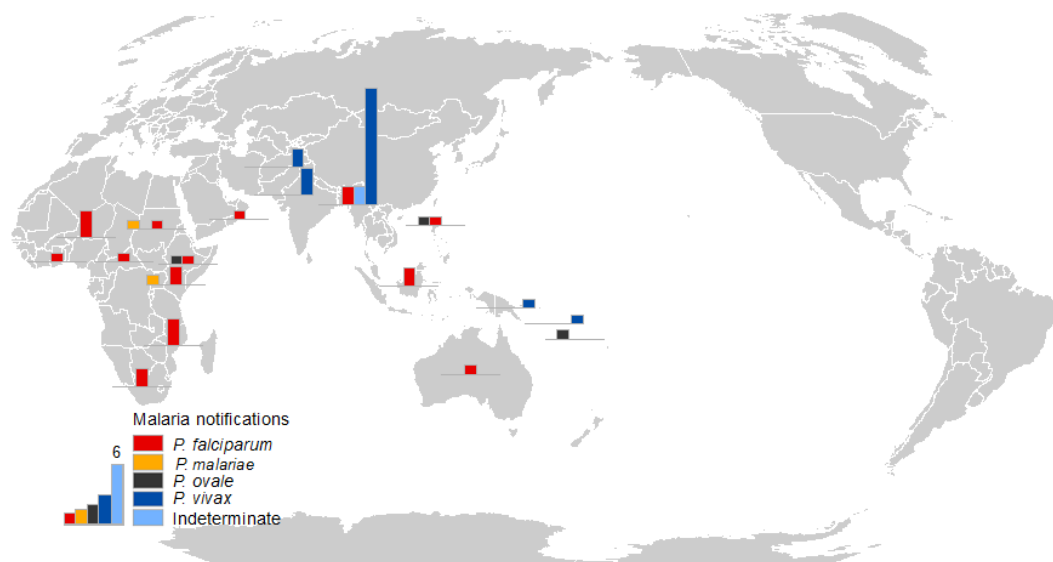 Malaria notifications
6
P. falciparum
P. malariae
P. ovale
P. vivax
Indeterminate